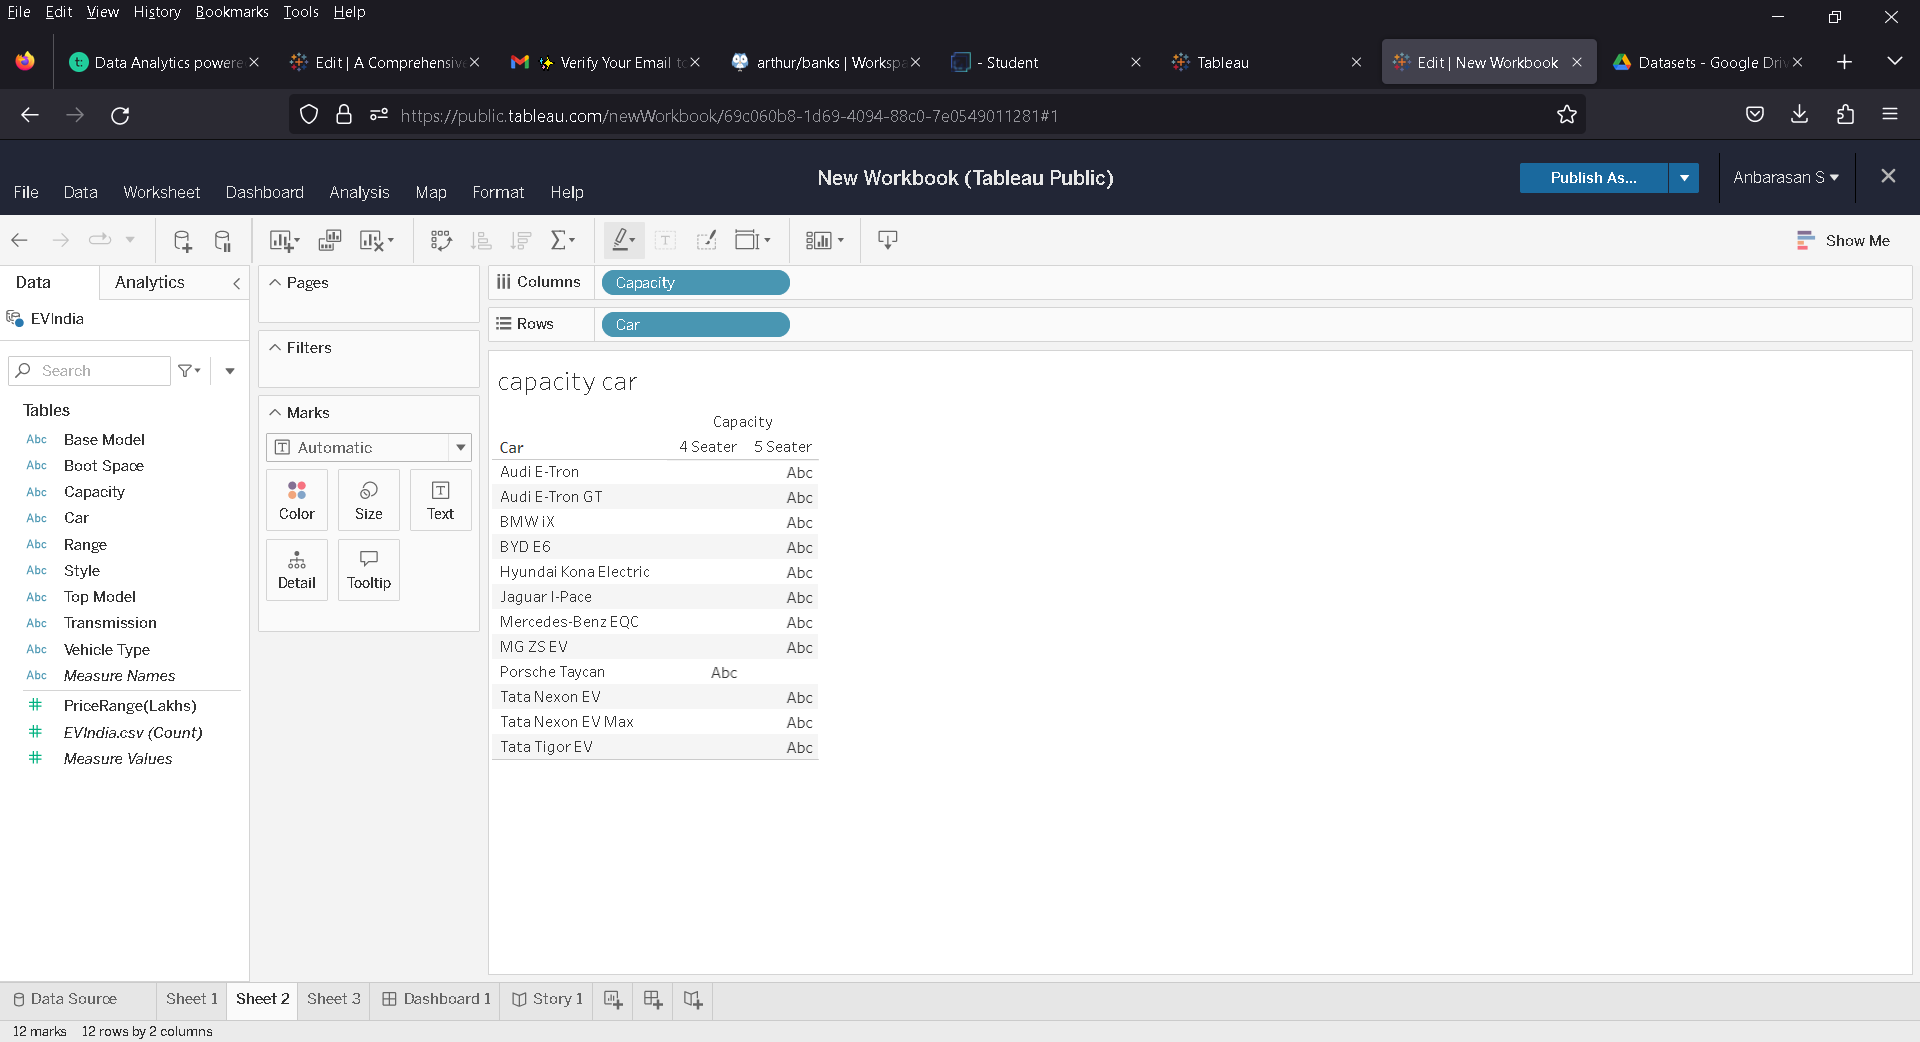 File Edit View History Bookmarks Tools Help
Data Analytics powere
Edit | A Comprehensive
Verify Your Email to
arthur/banks | Workspa
- Student
Tableau
Edit | New Workbook
Datasets - Google Driv
https://public.tableau.com/newWorkbook/69c060b8-1d69-4094-88c0-7e0549011281#1
New Workbook (Tableau Public)
Publish As...
Anbarasan S
File Data Worksheet Dashboard Analysis Map Format Help
Show Me
Data Analytics
EVIndia
Search
Tables
Abc Base Model
Abc Boot Space
Abc Capacity
Abc Car
Abc Range
Abc Style
Abc Top Model
Abc Transmission
Abc Vehicle Type
Abc Measure Names
# PriceRange(Lakhs)
# EVIndia.csv (Count)
# Measure Values
Pages
Filters
Marks
T Automatic
Color Size Text
Detail Tooltip
Columns Capacity
Rows Car
capacity car
Capacity
Car 4 Seater 5 Seater
Audi E-Tron Abc
Audi E-Tron GT Abc
BMW iX Abc
BYD E6 Abc
Hyundai Kona Electric Abc
Jaguar I-Pace Abc
Mercedes-Benz EQC Abc
MG ZS EV Abc
Porsche Taycan Abc
Tata Nexon EV Abc
Tata Nexon EV Max Abc
Tata Tigor EV Abc
Data Source Sheet 1 Sheet 2 Sheet 3 Dashboard 1 Story 1
12 marks 12 rows by 2 columns